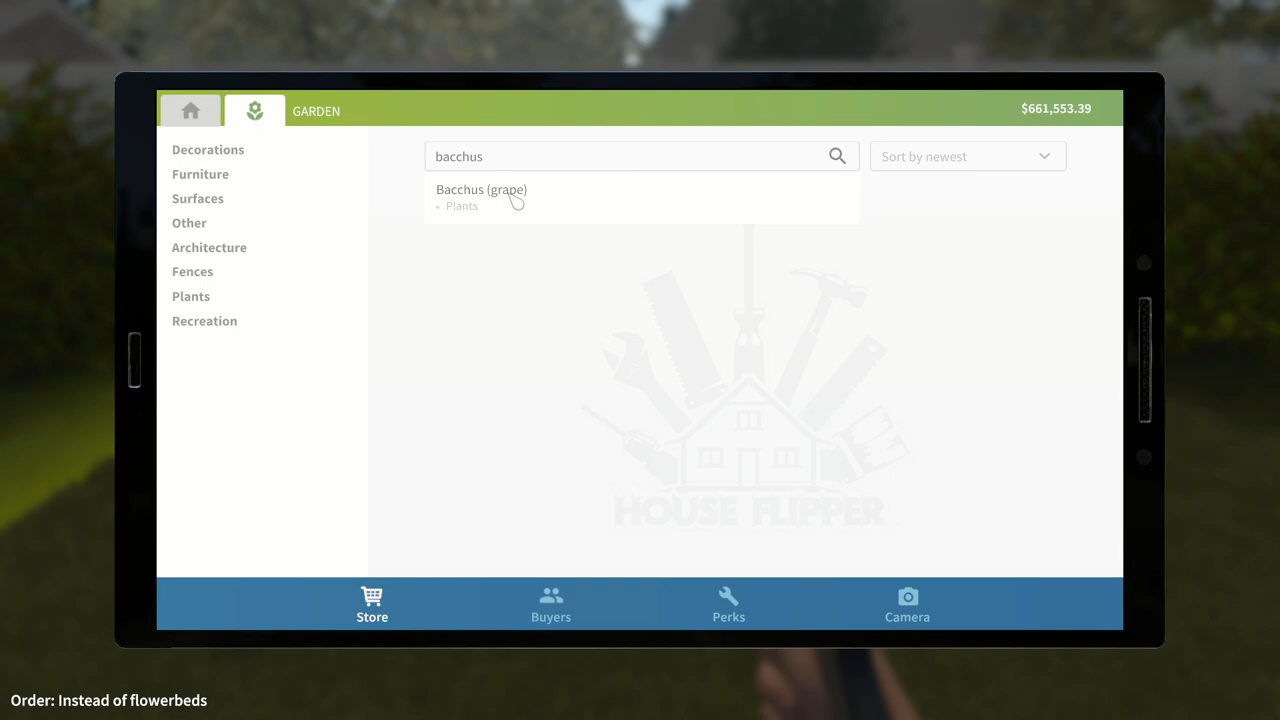 GARDEN
$661,553.39
Decorations
Furniture
Surfaces
Other
Architecture
Fences
Plants
Recreation
bacchus
Sort by newest
Bacchus (grape)
• Plants
HOUSE FLIPPER
Store
Buyers
Perks
Camera
Order: Instead of flowerbeds